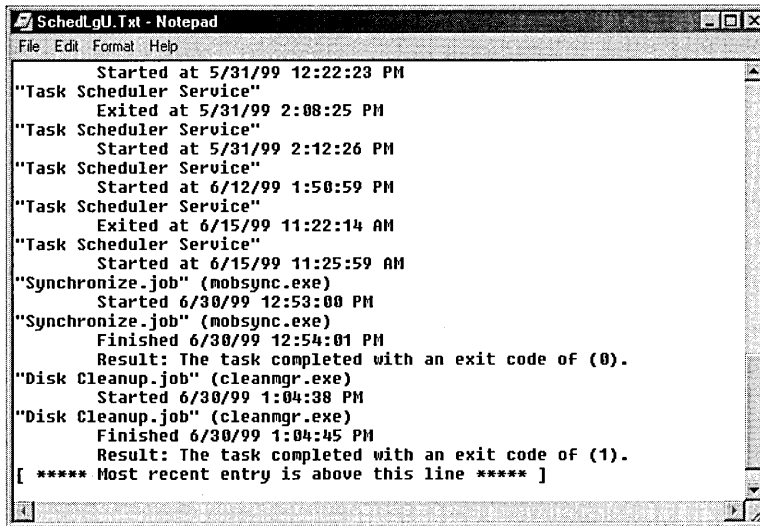 SchedLgU.Txt - Notepad
File Edit Format Help
Started at 5/31/99 12:22:23 PM
"Task Scheduler Service"
Exited at 5/31/99 2:08:25 PM
"Task Scheduler Service"
Started at 5/31/99 2:12:26 PM
"Task Scheduler Service"
Started at 6/12/99 1:50:59 PM
"Task Scheduler Service"
Exited at 6/15/99 11:22:14 AM
"Task Scheduler Service"
Started at 6/15/99 11:25:59 AM
"Synchronize.job" (mobsync.exe)
Started 6/30/99 12:53:00 PM
"Synchronize.job" (mobsync.exe)
Finished 6/30/99 12:54:01 PM
Result: The task completed with an exit code of (0).
"Disk Cleanup.job" (cleanmgr.exe)
Started 6/30/99 1:04:38 PM
"Disk Cleanup.job" (cleanmgr.exe)
Finished 6/30/99 1:04:45 PM
Result: The task completed with an exit code of (1).
[ ***** Most recent entry is above this line ***** ]